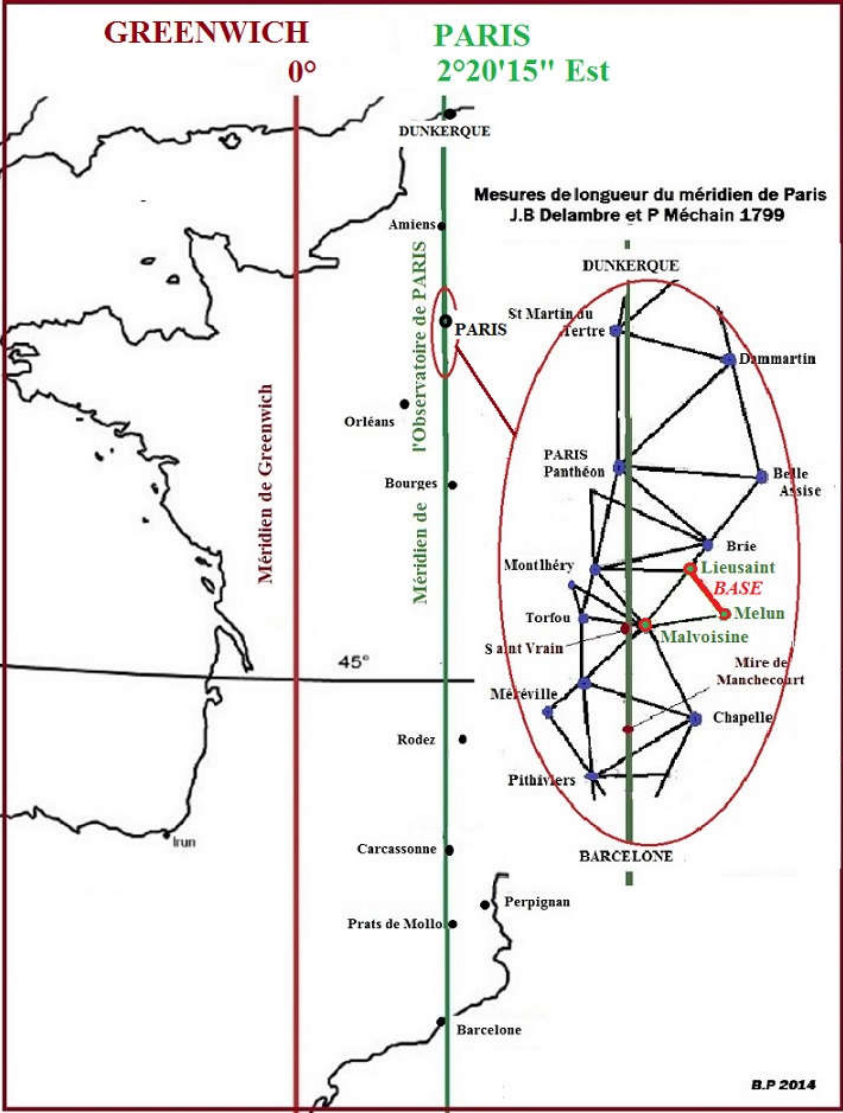 GREENWICH
0°
PARIS
2°20'15" Est
DUNKERQUE
Amiens
PARIS
Orléans
Bourges
Méridien de Greenwich
Méridien de l'Observatoire de PARIS
45°
Rodez
Irun
Carcassonne
Perpignan
Prats de Mollo
Barcelone
Mesures de longueur du méridien de Paris
J.B Delambre et P Méchain 1799
DUNKERQUE
St Martin du
Tertre
Dammartin
PARIS
Panthéon
Belle
Assise
Brie
Montlhéry
Lieusaint
BASE
Melun
Torfou
Malvoisine
Saint Vrain
Mire de
Manchecourt
Méréville
Chapelle
Pithiviers
BARCELONE
B.P 2014